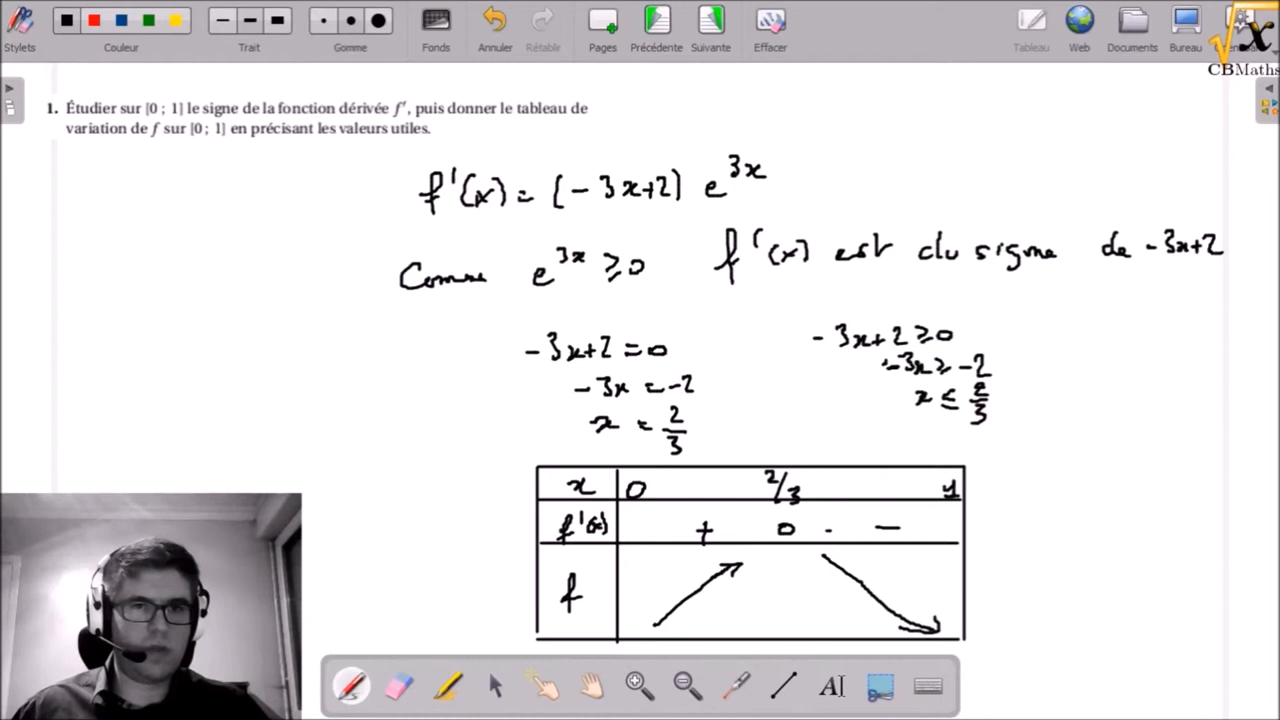 Stylets Couleur Trait Gomme Fonds Annuler Rétablir Pages Précédente Suivante Effacer Tableau Web Documents Bureau
CBMaths
1. Étudier sur [0 ; 1] le signe de la fonction dérivée f′, puis donner le tableau de
variation de f sur [0 ; 1] en précisant les valeurs utiles.
f'(x) = (-3x+2) e^{3x}
Comme e^{3x} ≥ 0 f'(x) est du signe de -3x+2
-3x+2 = 0
-3x = -2
x = 2/3
-3x+2 ≥ 0
-3x ≥ -2
x ≤ 2/3
x 0 2/3 1
f'(x) + 0 -
f